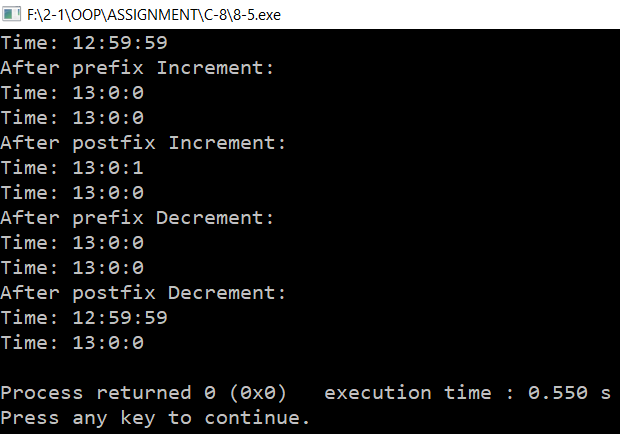 F:\2-1\OOP\ASSIGNMENT\C-8\8-5.exe
Time: 12:59:59
After prefix Increment:
Time: 13:0:0
Time: 13:0:0
After postfix Increment:
Time: 13:0:1
Time: 13:0:0
After prefix Decrement:
Time: 13:0:0
Time: 13:0:0
After postfix Decrement:
Time: 12:59:59
Time: 13:0:0
Process returned 0 (0x0)   execution time : 0.550 s
Press any key to continue.